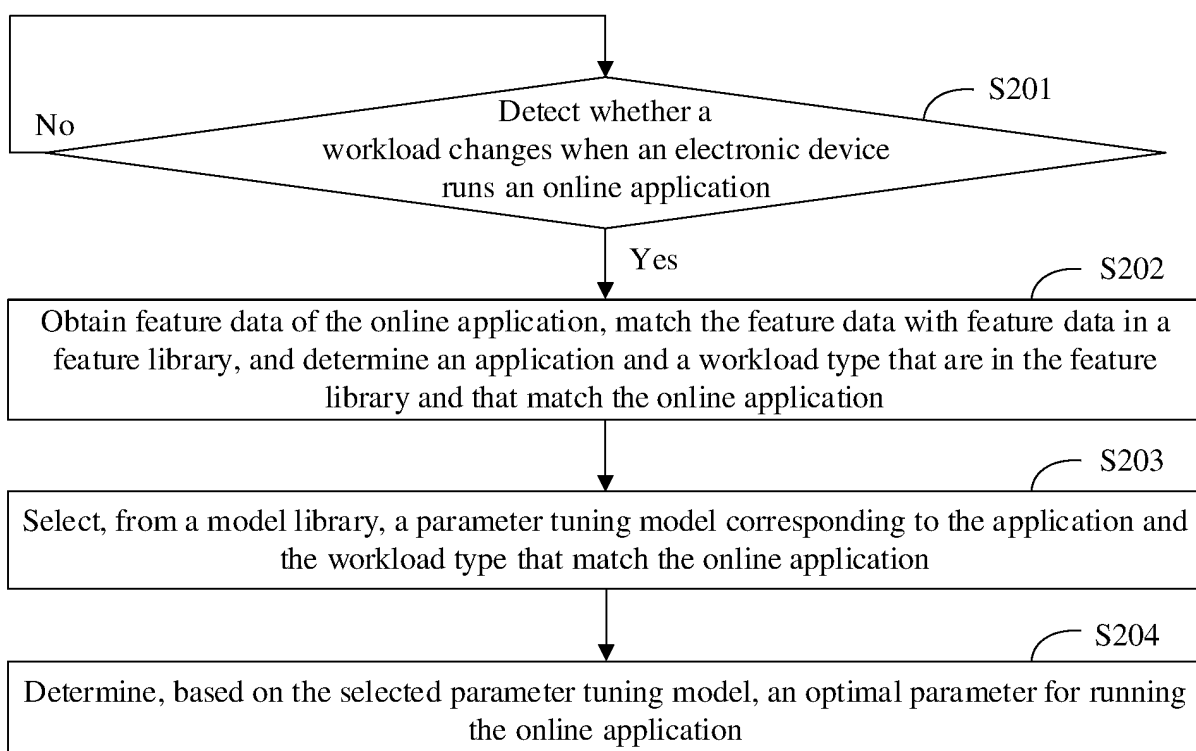 S201
Detect whether a
workload changes when an electronic device
runs an online application
No
Yes
S202
Obtain feature data of the online application, match the feature data with feature data in a
feature library, and determine an application and a workload type that are in the feature
library and that match the online application
S203
Select, from a model library, a parameter tuning model corresponding to the application and
the workload type that match the online application
S204
Determine, based on the selected parameter tuning model, an optimal parameter for running
the online application